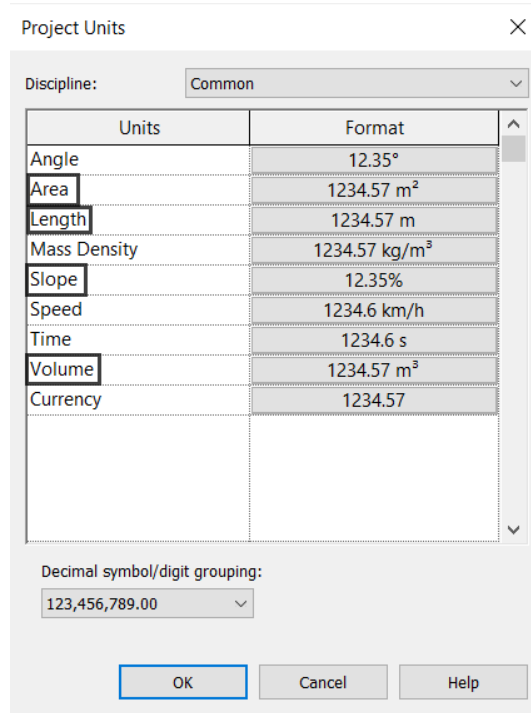 Project Units
Discipline: Common
Units Format
Angle 12.35°
Area 1234.57 m²
Length 1234.57 m
Mass Density 1234.57 kg/m³
Slope 12.35%
Speed 1234.6 km/h
Time 1234.6 s
Volume 1234.57 m³
Currency 1234.57
Decimal symbol/digit grouping:
123,456,789.00
OK Cancel Help